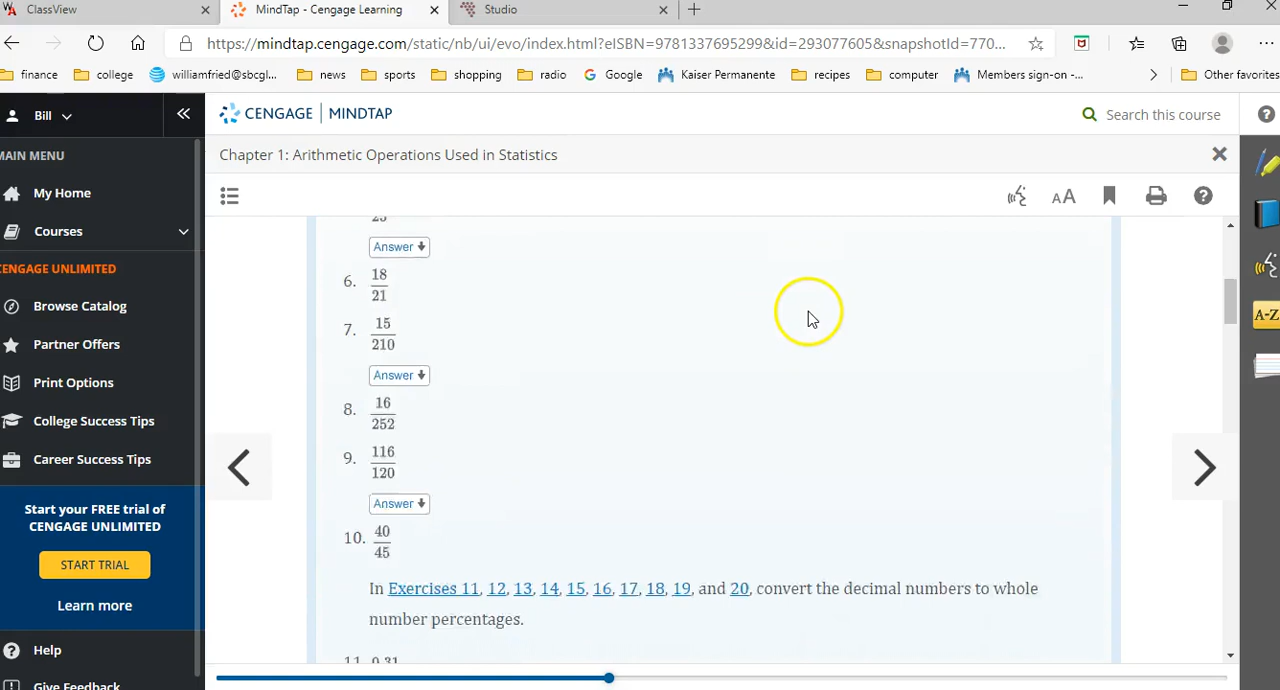 ClassView
MindTap - Cengage Learning
Studio
https://mindtap.cengage.com/static/nb/ui/evo/index.html?eISBN=9781337695299&id=293077605&snapshotId=770...
finance
college
williamfried@sbcgl...
news
sports
shopping
radio
Google
Kaiser Permanente
recipes
computer
Members sign-on -...
Other favorites
Bill
CENGAGE | MINDTAP
Search this course
MAIN MENU
Chapter 1: Arithmetic Operations Used in Statistics
My Home
Courses
AA
CENGAGE UNLIMITED
Browse Catalog
Partner Offers
Print Options
College Success Tips
Career Success Tips
Start your FREE trial of
CENGAGE UNLIMITED
START TRIAL
Learn more
Help
Give Feedback
25
Answer
6. 18/21
7. 15/210
Answer
8. 16/252
9. 116/120
Answer
10. 40/45
In Exercises 11, 12, 13, 14, 15, 16, 17, 18, 19, and 20, convert the decimal numbers to whole
number percentages.
11. 0.31
A-Z